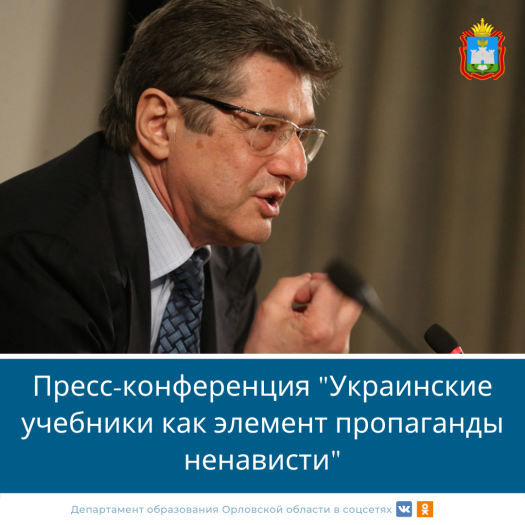 Пресс-конференция "Украинские
учебники как элемент пропаганды
ненависти"
Департамент образования Орловской области в соцсетях